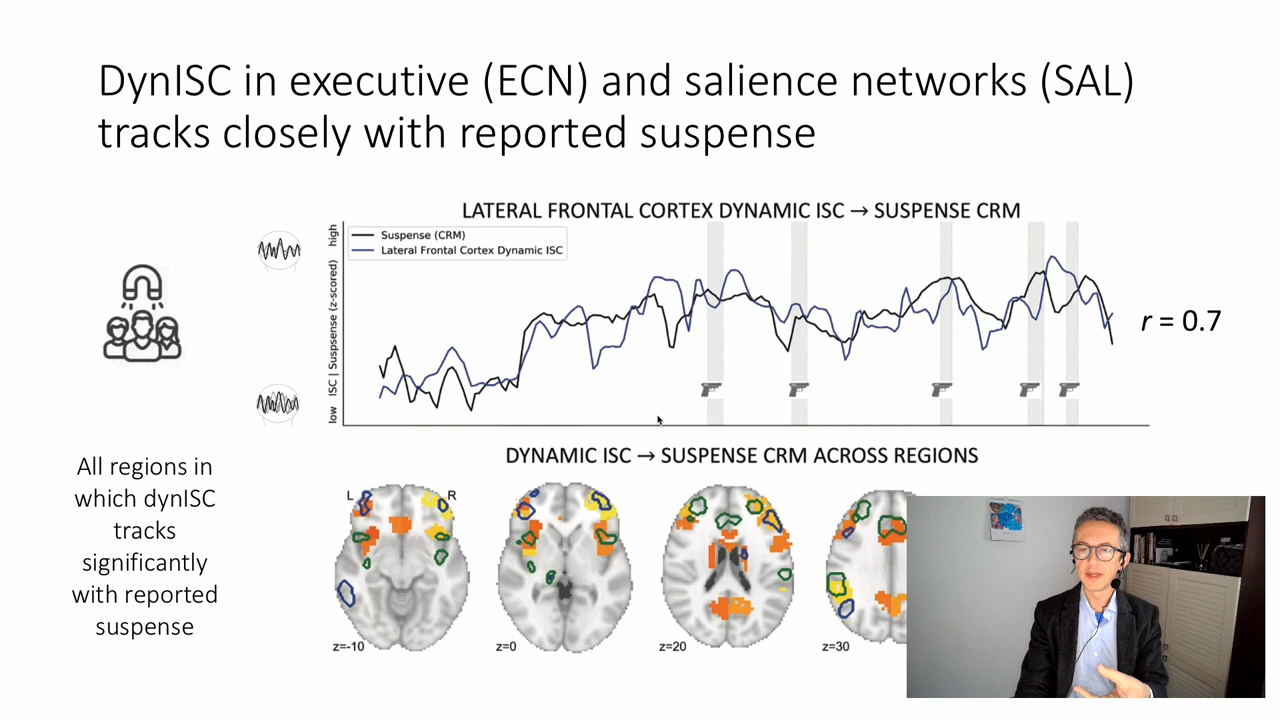 DynISC in executive (ECN) and salience networks (SAL)
tracks closely with reported suspense
LATERAL FRONTAL CORTEX DYNAMIC ISC → SUSPENSE CRM
high
Suspense (CRM)
Lateral Frontal Cortex Dynamic ISC
ISC | Suspsense (z-scored)
low
r = 0.7
All regions in
which dynISC
tracks
significantly
with reported
suspense
DYNAMIC ISC → SUSPENSE CRM ACROSS REGIONS
L
R
z=-10
z=0
z=20
z=30